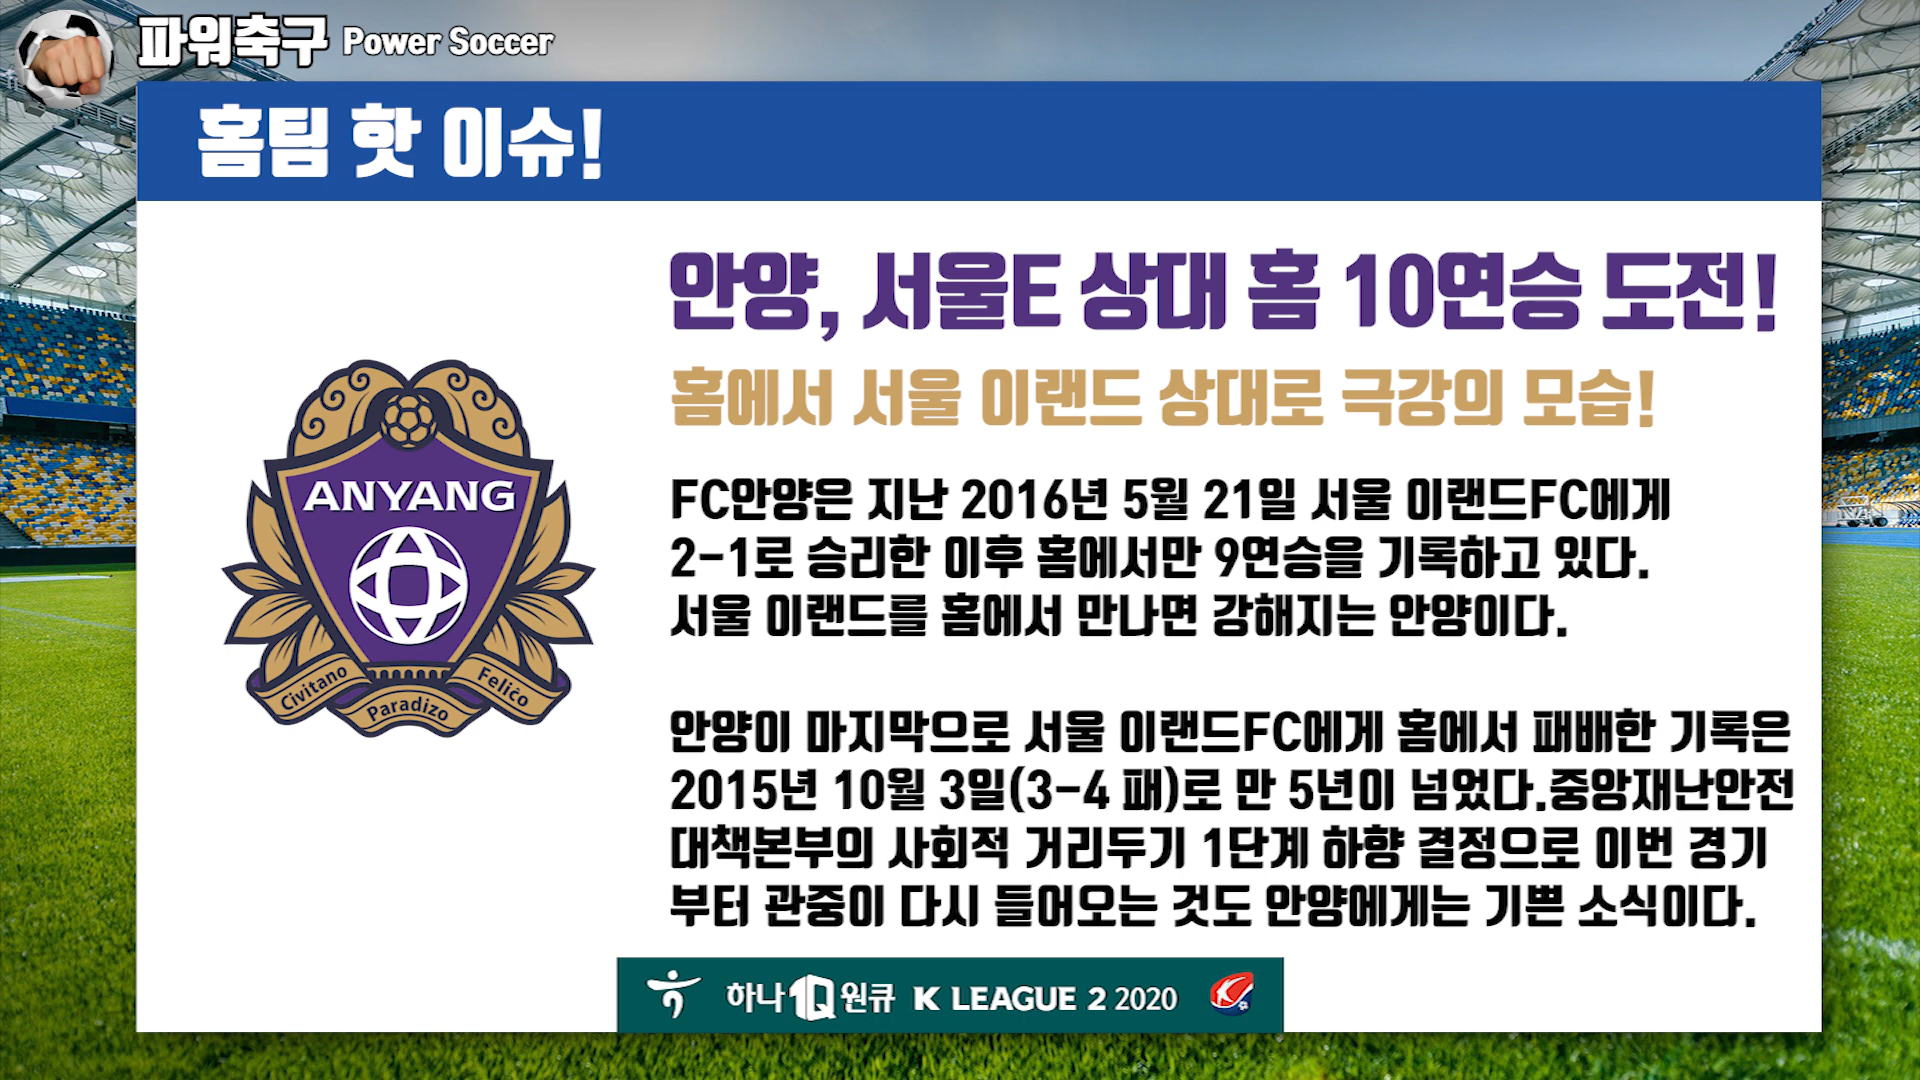 파워축구 Power Soccer
홈팀 핫 이슈!
안양, 서울E 상대 홈 10연승 도전!
홈에서 서울 이랜드 상대로 극강의 모습!
ANYANG
Civitano
Paradizo
Feliĉo
FC안양은 지난 2016년 5월 21일 서울 이랜드FC에게
2-1로 승리한 이후 홈에서만 9연승을 기록하고 있다.
서울 이랜드를 홈에서 만나면 강해지는 안양이다.
안양이 마지막으로 서울 이랜드FC에게 홈에서 패배한 기록은
2015년 10월 3일(3-4 패)로 만 5년이 넘었다.중앙재난안전
대책본부의 사회적 거리두기 1단계 하향 결정으로 이번 경기
부터 관중이 다시 들어오는 것도 안양에게는 기쁜 소식이다.
하나1Q원큐 K LEAGUE 2 2020